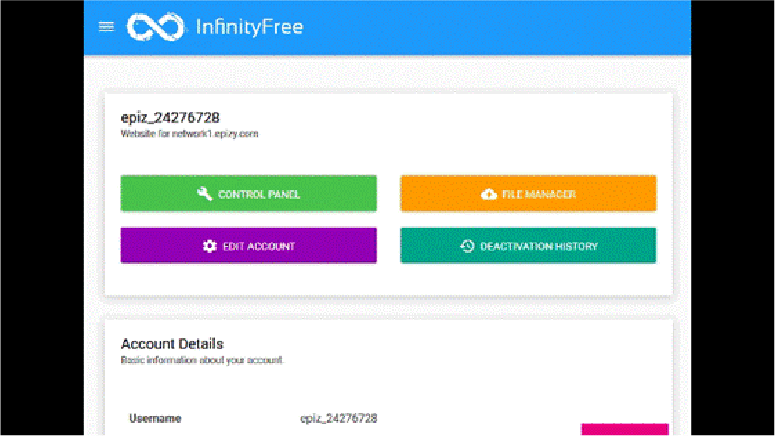 InfinityFree
epiz_24276728
Website for network1.epizy.com
CONTROL PANEL
FILE MANAGER
EDIT ACCOUNT
DEACTIVATION HISTORY
Account Details
Basic information about your account.
Username epiz_24276728